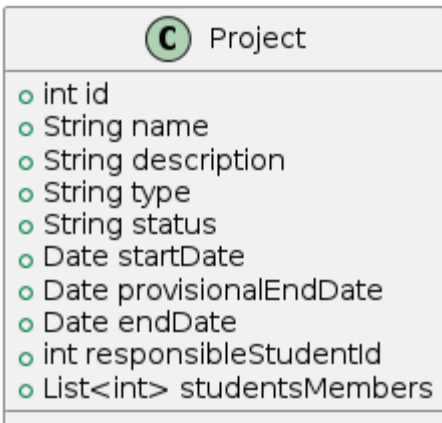 C Project
int id
String name
String description
String type
String status
Date startDate
Date provisionalEndDate
Date endDate
int responsibleStudentId
List<int> studentsMembers